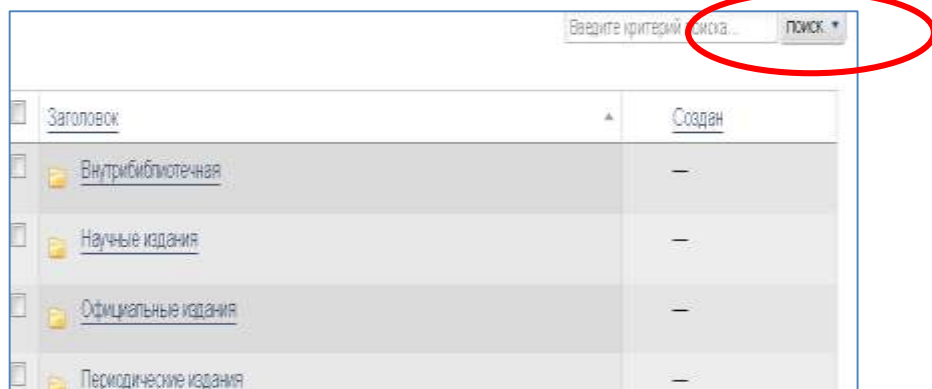 Введите критерий поиска... ПОИСК
Заголовок Создан
Внутрибиблиотечная —
Научные издания —
Официальные издания —
Периодические издания —